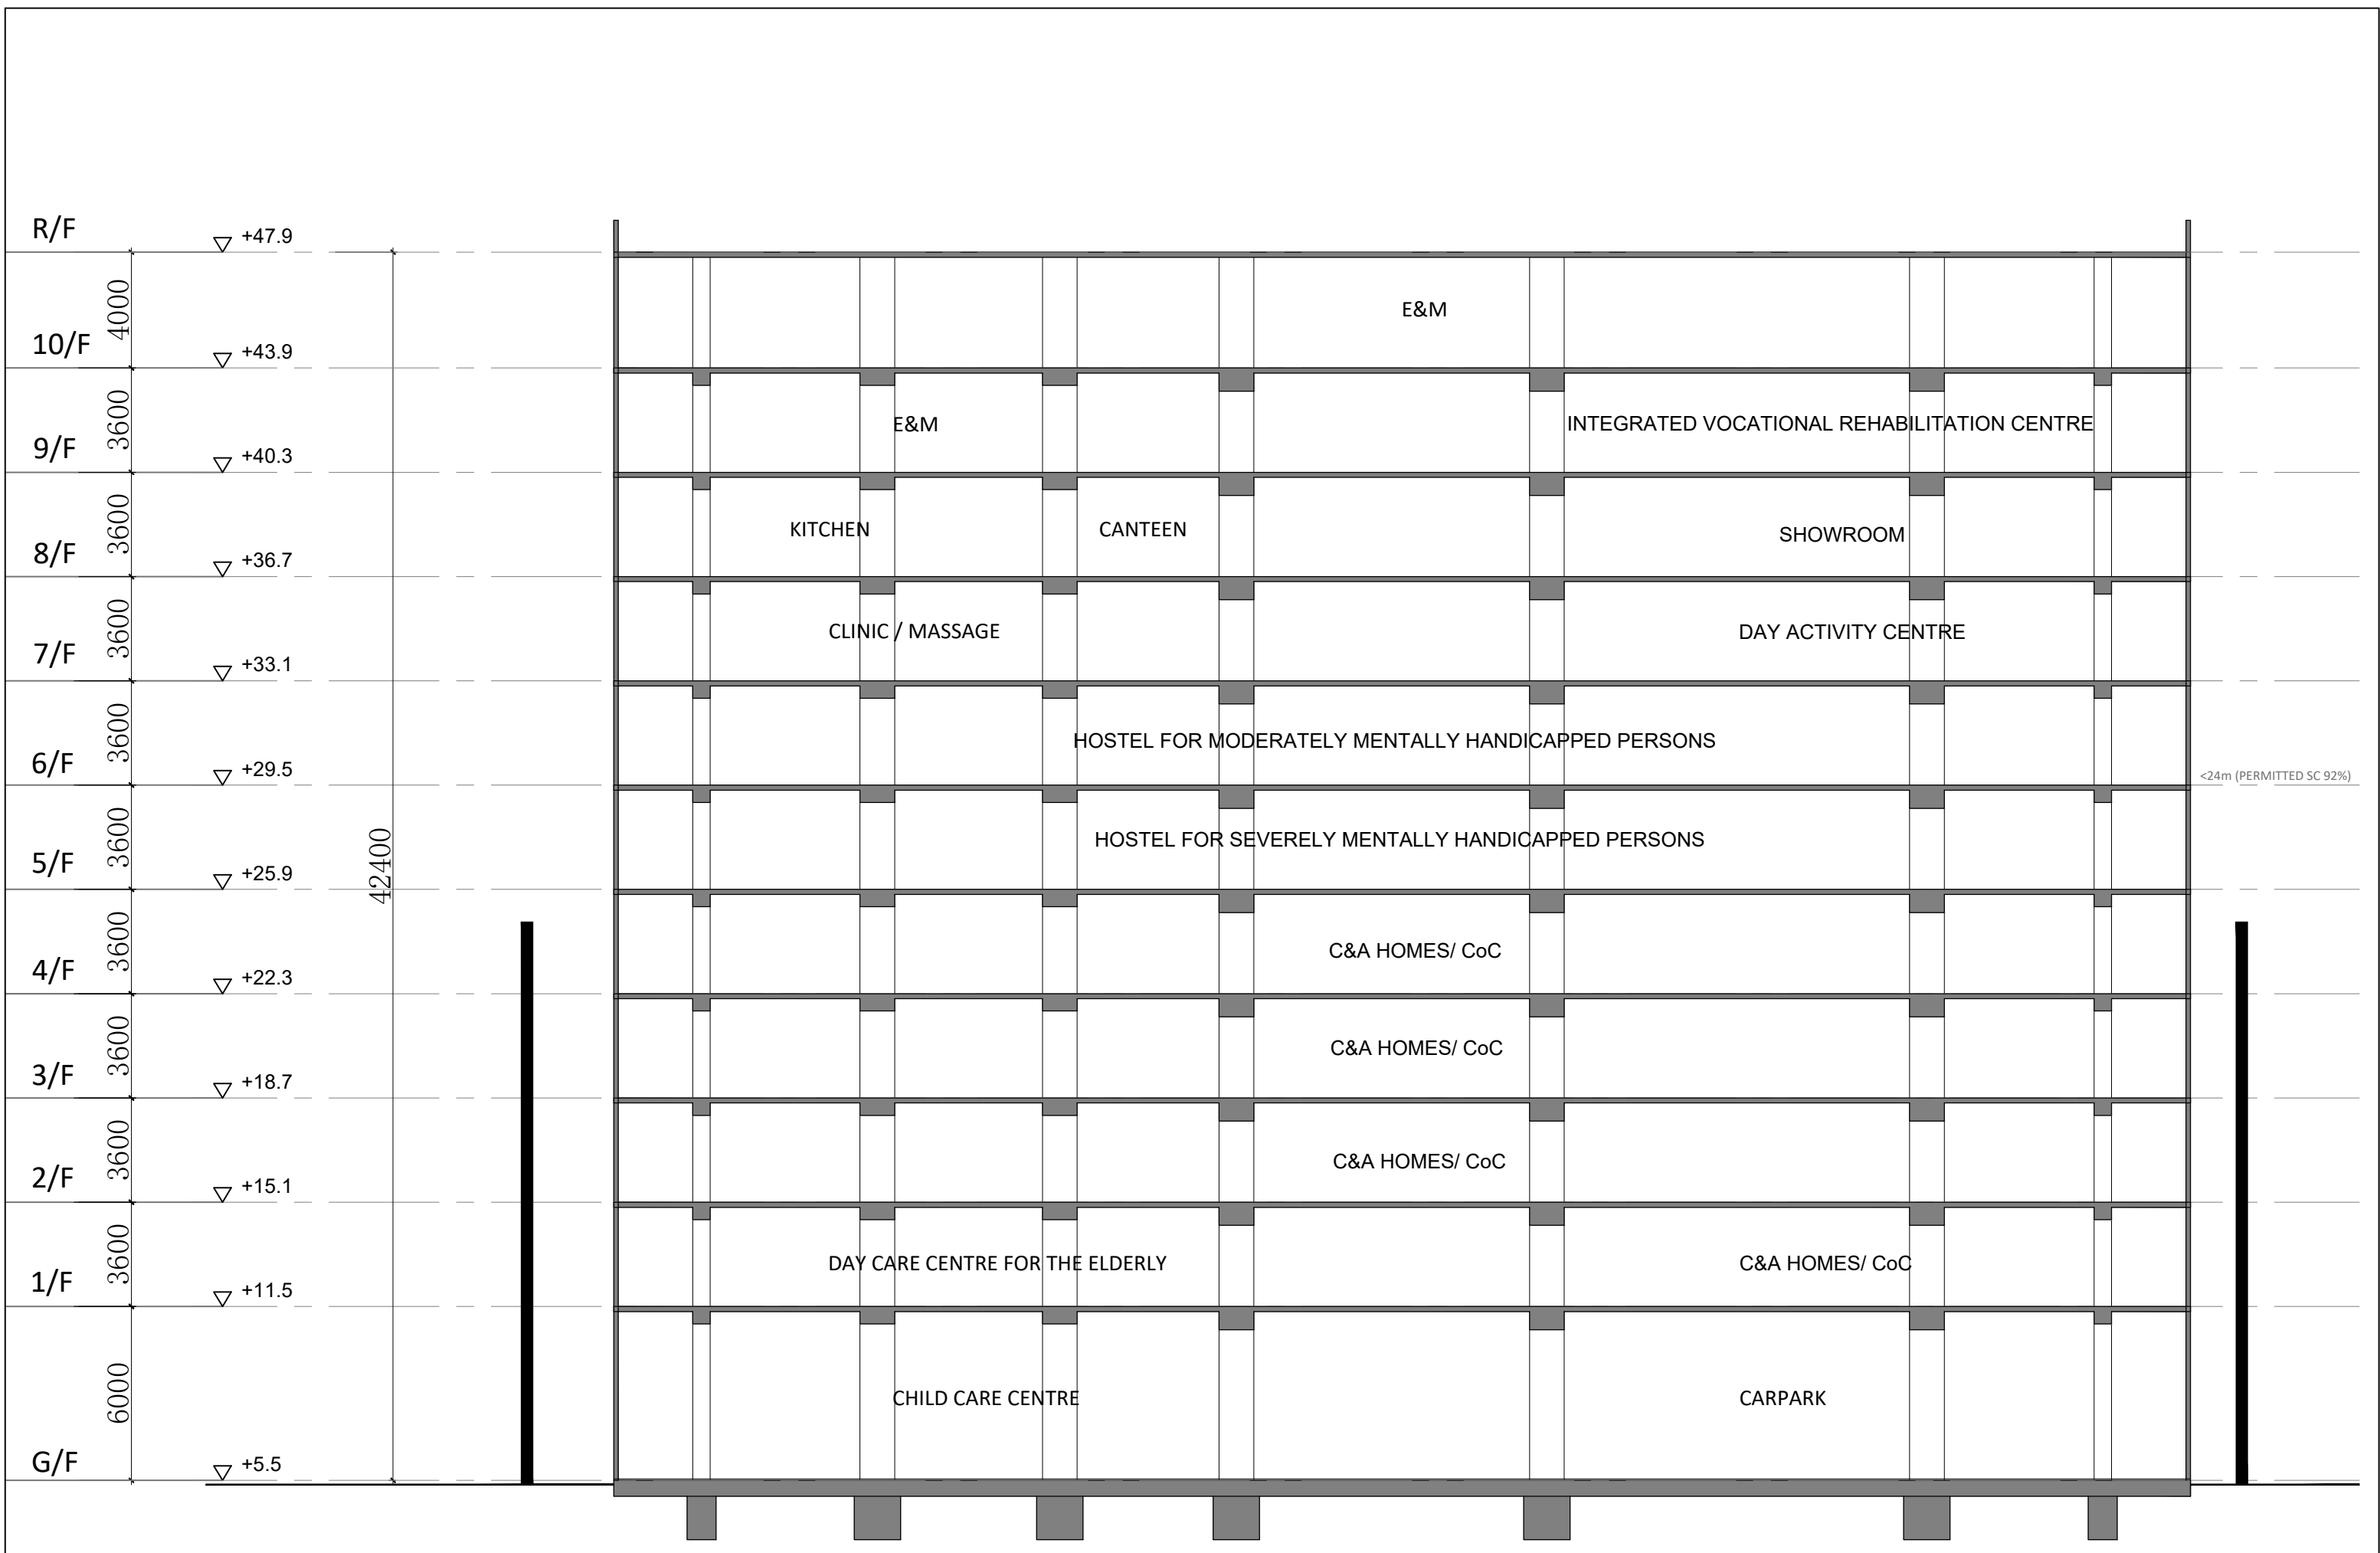 R/F
+47.9
4000
E&M
10/F
+43.9
3600
E&M
INTEGRATED VOCATIONAL REHABILITATION CENTRE
9/F
+40.3
3600
KITCHEN
CANTEEN
SHOWROOM
8/F
+36.7
3600
CLINIC / MASSAGE
DAY ACTIVITY CENTRE
7/F
+33.1
3600
HOSTEL FOR MODERATELY MENTALLY HANDICAPPED PERSONS
6/F
+29.5
<24m (PERMITTED SC 92%)
3600
42400
HOSTEL FOR SEVERELY MENTALLY HANDICAPPED PERSONS
5/F
+25.9
3600
C&A HOMES/ CoC
4/F
+22.3
3600
C&A HOMES/ CoC
3/F
+18.7
3600
C&A HOMES/ CoC
2/F
+15.1
3600
DAY CARE CENTRE FOR THE ELDERLY
C&A HOMES/ CoC
1/F
+11.5
6000
CHILD CARE CENTRE
CARPARK
G/F
+5.5